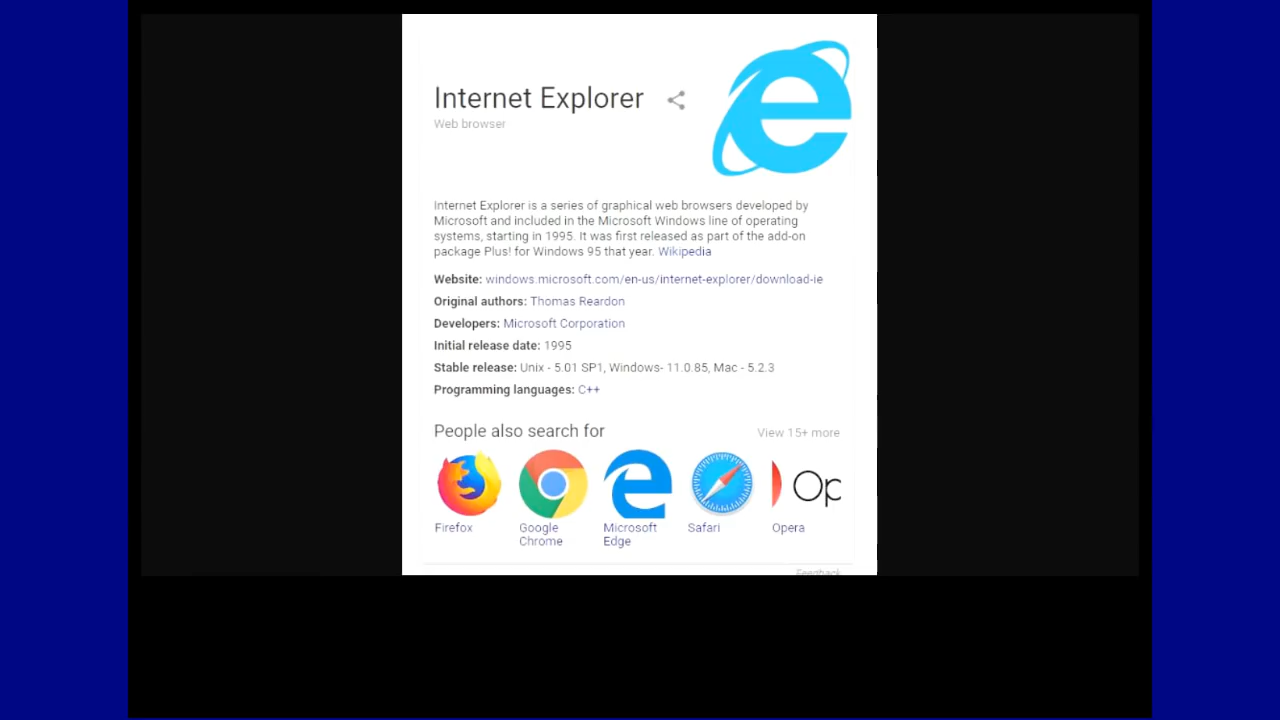 Internet Explorer
Web browser
Internet Explorer is a series of graphical web browsers developed by
Microsoft and included in the Microsoft Windows line of operating
systems, starting in 1995. It was first released as part of the add-on
package Plus! for Windows 95 that year. Wikipedia
Website: windows.microsoft.com/en-us/internet-explorer/download-ie
Original authors: Thomas Reardon
Developers: Microsoft Corporation
Initial release date: 1995
Stable release: Unix - 5.01 SP1, Windows- 11.0.85, Mac - 5.2.3
Programming languages: C++
People also search for
View 15+ more
Op
Firefox
Google
Chrome
Microsoft
Edge
Safari
Opera
Feedback